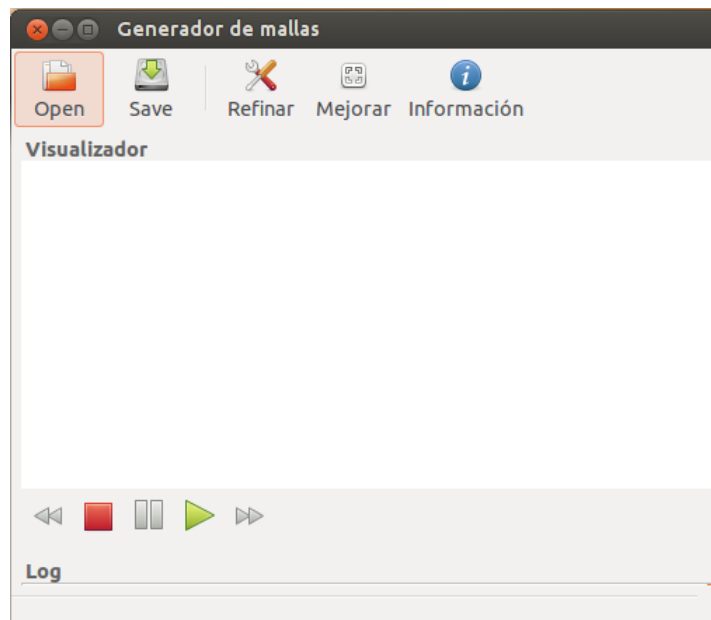 Generador de mallas
Open Save Refinar Mejorar Información
Visualizador
Log